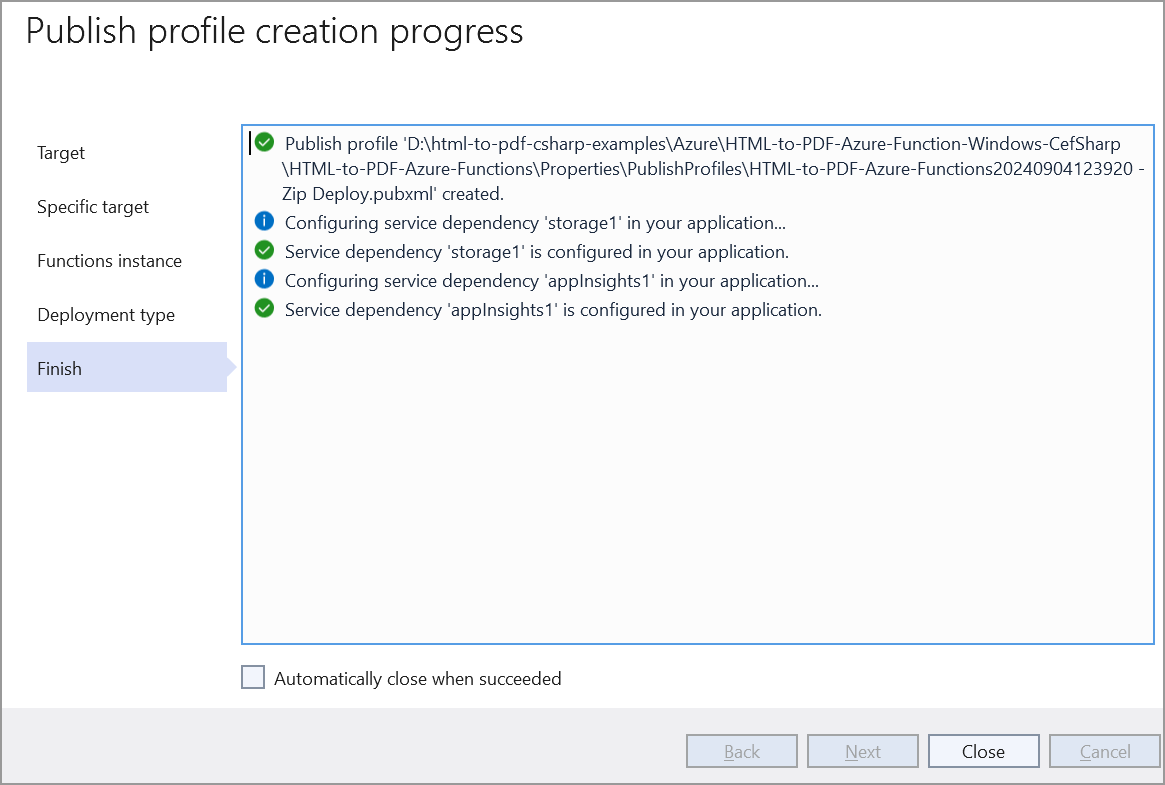 Publish profile creation progress
Target
Specific target
Functions instance
Deployment type
Finish
Publish profile 'D:\html-to-pdf-csharp-examples\Azure\HTML-to-PDF-Azure-Function-Windows-CefSharp
\HTML-to-PDF-Azure-Functions\Properties\PublishProfiles\HTML-to-PDF-Azure-Functions20240904123920 -
Zip Deploy.pubxml' created.
Configuring service dependency 'storage1' in your application...
Service dependency 'storage1' is configured in your application.
Configuring service dependency 'appInsights1' in your application...
Service dependency 'appInsights1' is configured in your application.
Automatically close when succeeded
Back
Next
Close
Cancel